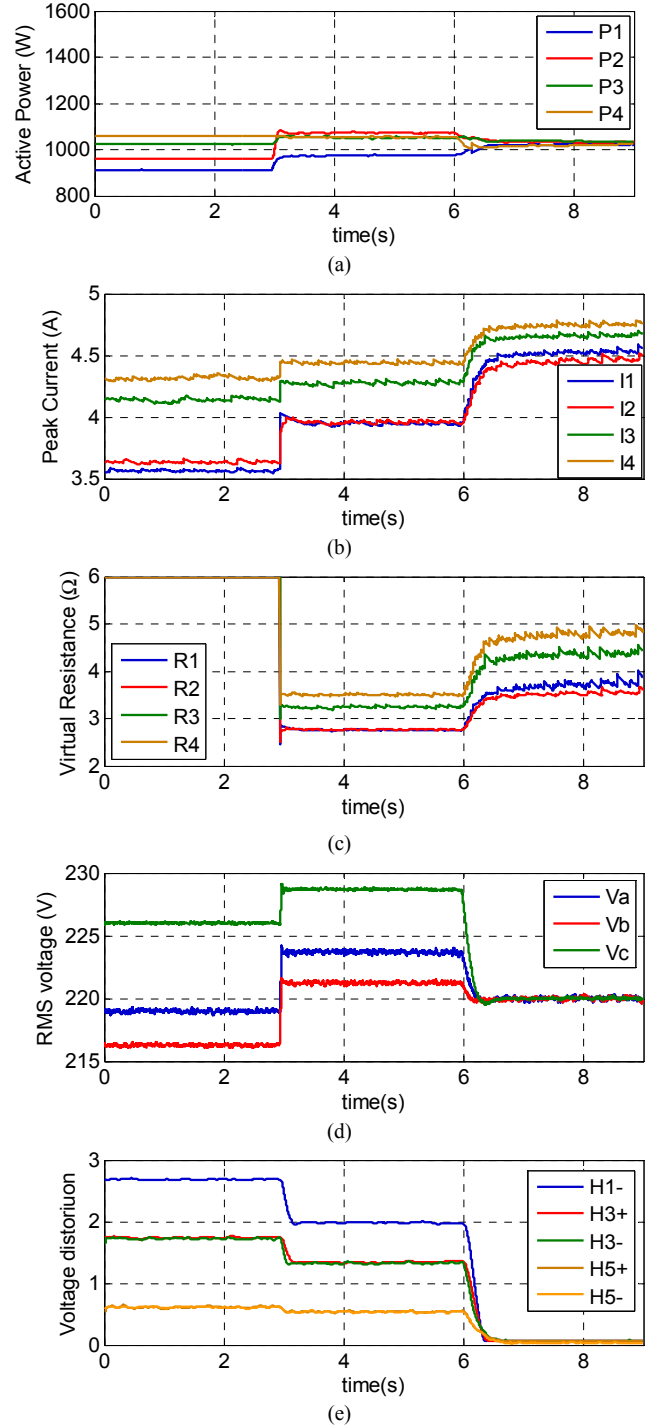 1600
1400
1200
1000
800
Active Power (W)
P1
P2
P3
P4
0 2 4 6 8
time(s)
(a)
5
4.5
4
3.5
Peak Current (A)
I1
I2
I3
I4
0 2 4 6 8
time(s)
(b)
6
5
4
3
2
Virtual Resistance (Ω)
R1
R2
R3
R4
0 2 4 6 8
time(s)
(c)
230
225
220
215
RMS voltage (V)
Va
Vb
Vc
0 2 4 6 8
time(s)
(d)
3
2
1
0
Voltage distoriuon
H1-
H3+
H3-
H5+
H5-
0 2 4 6 8
time(s)
(e)